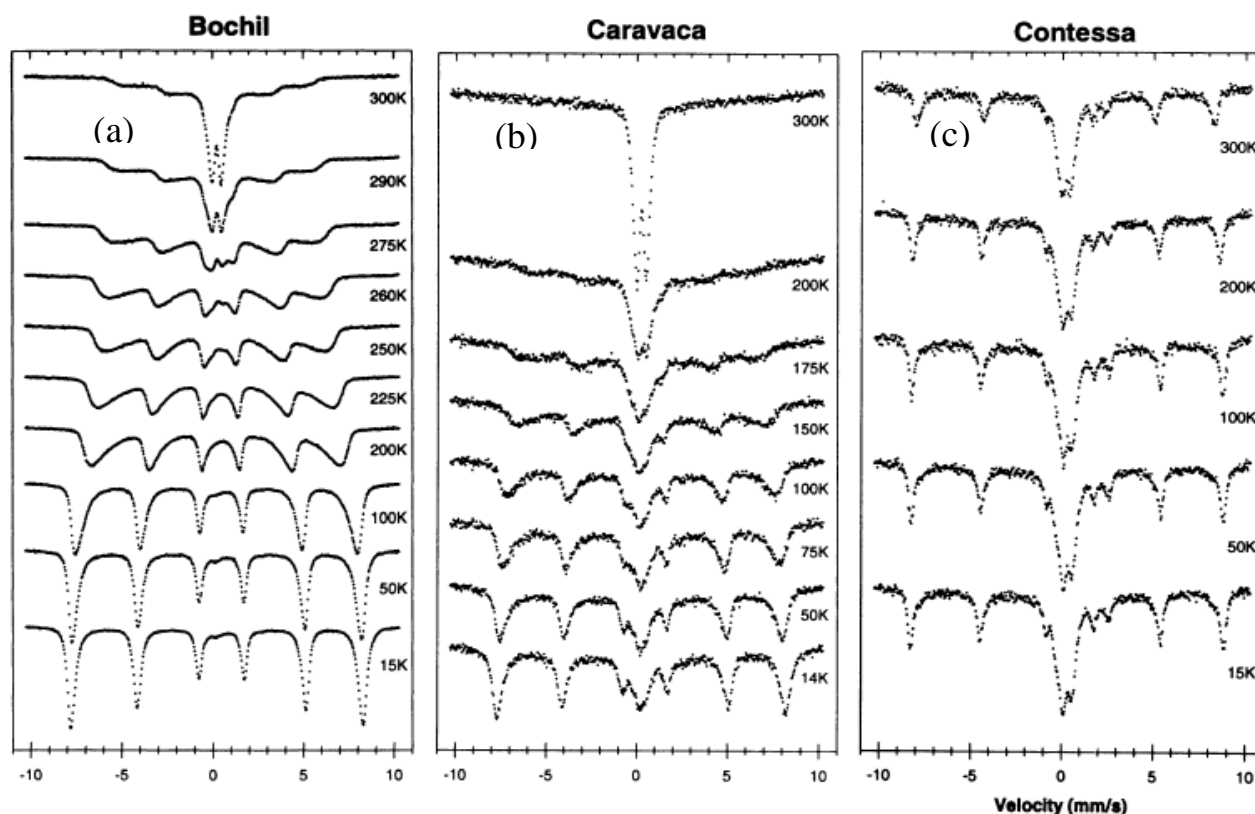 Bochil
(a)
300K
290K
275K
260K
250K
225K
200K
100K
50K
15K
-10 -5 0 5 10
Caravaca
(b)
300K
200K
175K
150K
100K
75K
50K
14K
-10 -5 0 5 10
Contessa
(c)
300K
200K
100K
50K
15K
-10 -5 0 5 10
Velocity (mm/s)